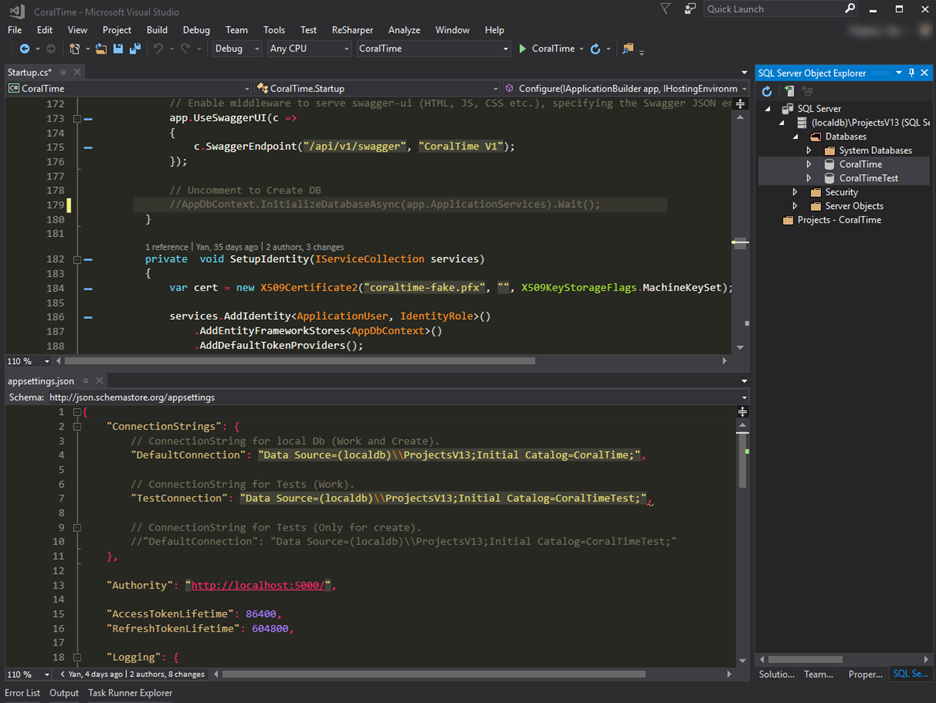 CoralTime - Microsoft Visual Studio
Quick Launch
File Edit View Project Build Debug Team Tools Test ReSharper Analyze Window Help
Debug Any CPU CoralTime CoralTime
Startup.cs*
CoralTime CoralTime.Startup Configure(IApplicationBuilder app, IHostingEnvironm
172 // Enable middleware to serve swagger-ui (HTML, JS, CSS etc.), specifying the Swagger JSON en
173 app.UseSwaggerUI(c =>
174 {
175 c.SwaggerEndpoint("/api/v1/swagger", "CoralTime V1");
176 });
177
178 // Uncomment to Create DB
179 //AppDbContext.InitializeDatabaseAsync(app.ApplicationServices).Wait();
180 }
181
1 reference | Yan, 35 days ago | 2 authors, 3 changes
182 private void SetupIdentity(IServiceCollection services)
183 {
184 var cert = new X509Certificate2("coraltime-fake.pfx", "", X509KeyStorageFlags.MachineKeySet);
185
186 services.AddIdentity<ApplicationUser, IdentityRole>()
187 .AddEntityFrameworkStores<AppDbContext>()
188 .AddDefaultTokenProviders();
110 %
appsettings.json
Schema: http://json.schemastore.org/appsettings
1 {
2 "ConnectionStrings": {
3 // ConnectionString for local Db (Work and Create).
4 "DefaultConnection": "Data Source=(localdb)\\ProjectsV13;Initial Catalog=CoralTime;",
5
6 // ConnectionString for Tests (Work).
7 "TestConnection": "Data Source=(localdb)\\ProjectsV13;Initial Catalog=CoralTimeTest;",
8
9 // ConnectionString for Tests (Only for create).
10 //"DefaultConnection": "Data Source=(localdb)\\ProjectsV13;Initial Catalog=CoralTimeTest;"
11 },
12
13 "Authority": "http://localhost:5000/",
14
15 "AccessTokenLifetime": 86400,
16 "RefreshTokenLifetime": 604800,
17
18 "Logging": {
110 % Yan, 4 days ago | 2 authors, 8 changes
Error List Output Task Runner Explorer
SQL Server Object Explorer
SQL Server
(localdb)\ProjectsV13 (SQL Se
Databases
System Databases
CoralTime
CoralTimeTest
Security
Server Objects
Projects - CoralTime
Solutio... Team... Proper... SQL Se...